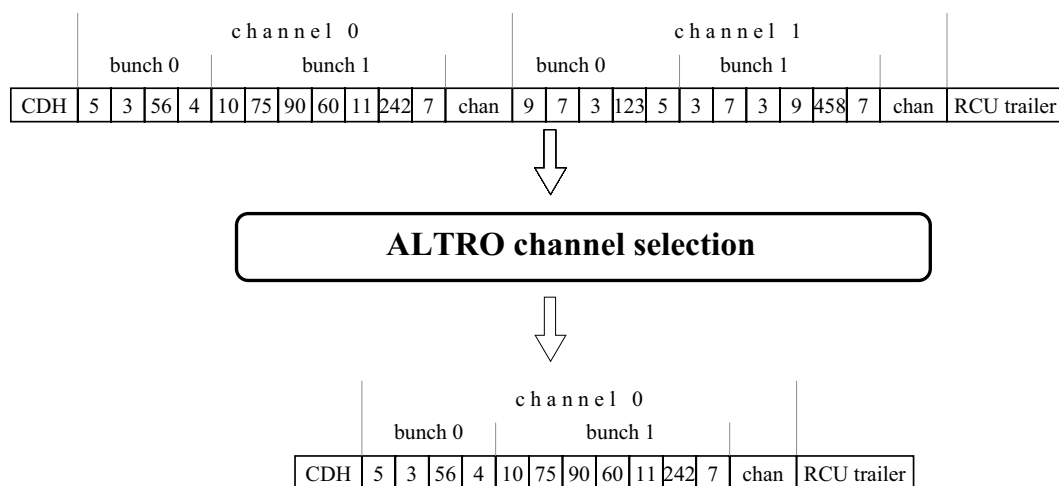 channel 0 channel 1
bunch 0 bunch 1 bunch 0 bunch 1
CDH 5 3 56 4 10 75 90 60 11 242 7 chan 9 7 3 123 5 3 7 3 9 458 7 chan RCU trailer
ALTRO channel selection
channel 0
bunch 0 bunch 1
CDH 5 3 56 4 10 75 90 60 11 242 7 chan RCU trailer